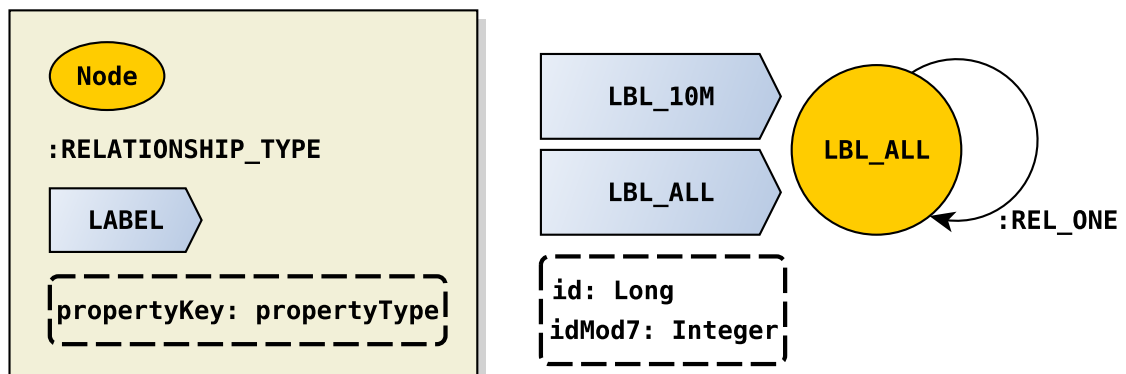 Node
:RELATIONSHIP_TYPE
LABEL
propertyKey: propertyType
LBL_10M
LBL_ALL
id: Long
idMod7: Integer
LBL_ALL
:REL_ONE